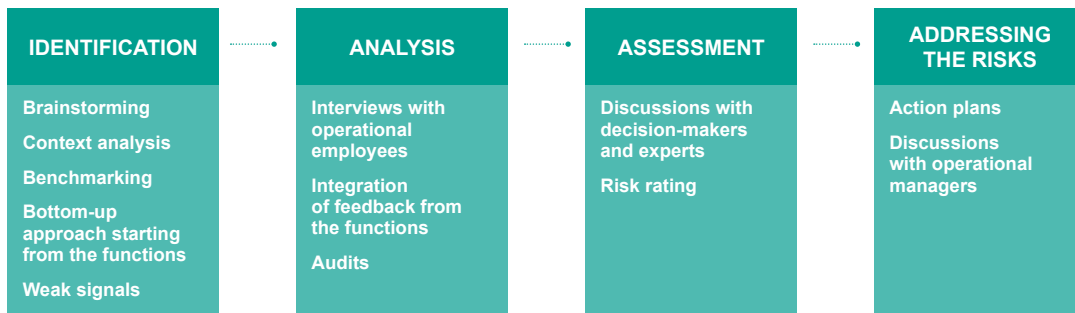 IDENTIFICATION
Brainstorming
Context analysis
Benchmarking
Bottom-up
approach starting
from the functions
Weak signals
ANALYSIS
Interviews with
operational
employees
Integration
of feedback from
the functions
Audits
ASSESSMENT
Discussions with
decision-makers
and experts
Risk rating
ADDRESSING
THE RISKS
Action plans
Discussions
with operational
managers